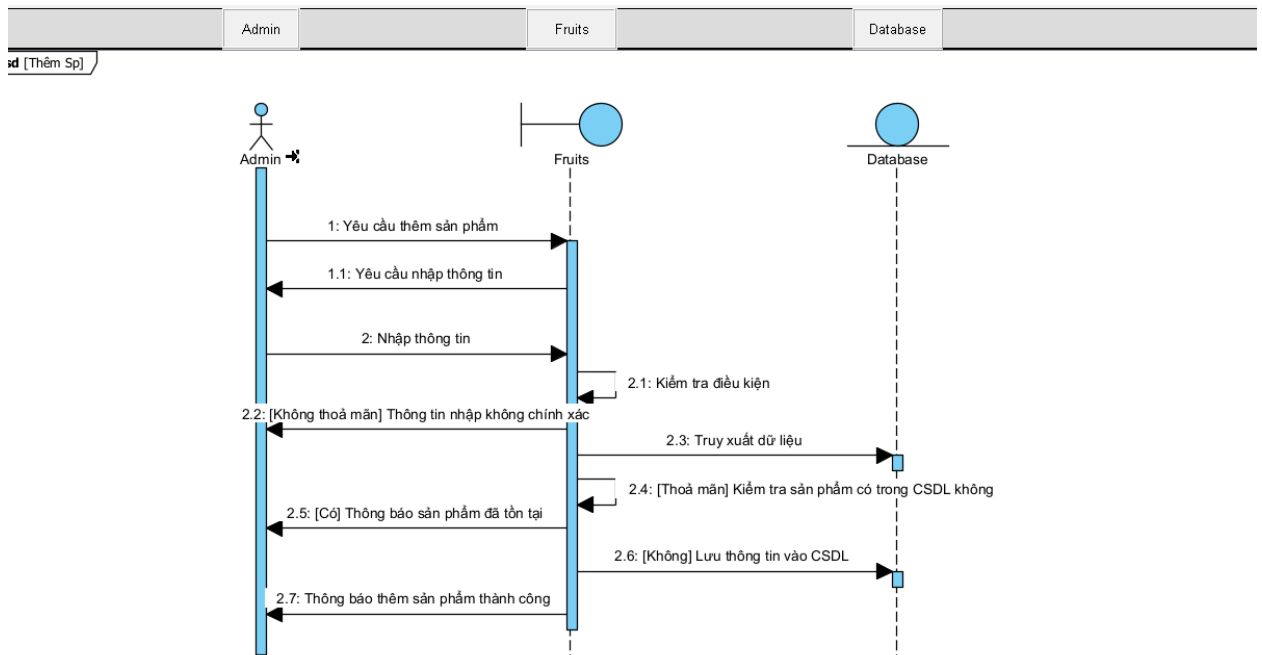 Admin Fruits Database
sd [Thêm Sp]
Admin Fruits Database
1: Yêu cầu thêm sản phẩm
1.1: Yêu cầu nhập thông tin
2: Nhập thông tin
2.1: Kiểm tra điều kiện
2.2: [Không thoả mãn] Thông tin nhập không chính xác
2.3: Truy xuất dữ liệu
2.4: [Thoả mãn] Kiểm tra sản phẩm có trong CSDL không
2.5: [Có] Thông báo sản phẩm đã tồn tại
2.6: [Không] Lưu thông tin vào CSDL
2.7: Thông báo thêm sản phẩm thành công